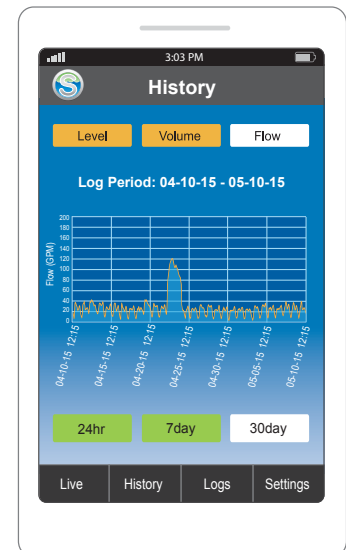 3:03 PM
S
History
Level Volume Flow
Log Period: 04-10-15 - 05-10-15
Flow (GPM)
200
180
160
140
120
100
80
60
40
20
0
04-10-15 12:15
04-15-15 12:15
04-20-15 12:15
04-25-15 12:15
04-30-15 12:15
05-05-15 12:15
05-10-15 12:15
24hr 7day 30day
Live History Logs Settings